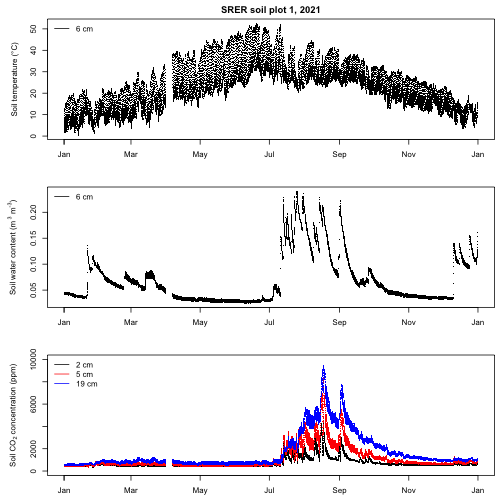 SRER soil plot 1, 2021
Soil temperature (°C)
0 10 20 30 40 50
6 cm
Jan Mar May Jul Sep Nov Jan
Soil water content (m³ m⁻³)
0.05 0.10 0.15 0.20
6 cm
Jan Mar May Jul Sep Nov Jan
Soil CO₂ concentration (ppm)
0 2000 6000 10000
2 cm
5 cm
19 cm
Jan Mar May Jul Sep Nov Jan